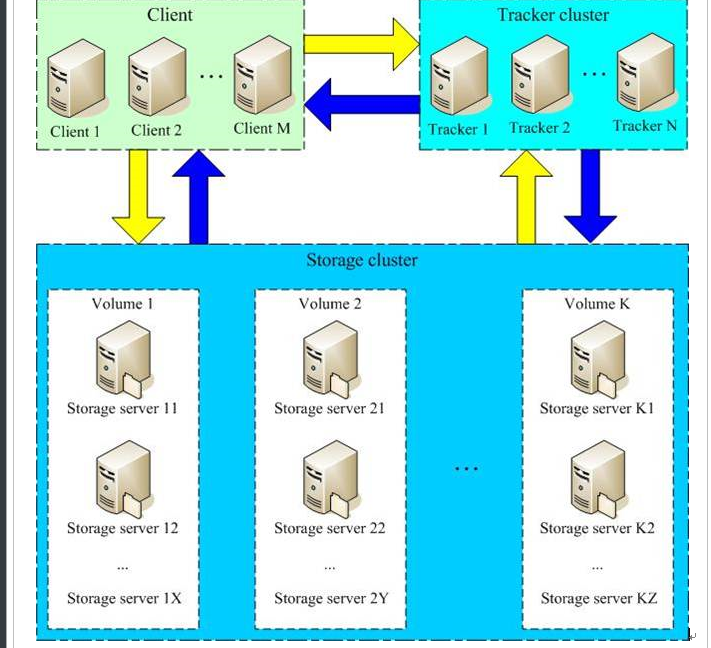 Client
Tracker cluster
...
...
Client 1
Client 2
Client M
Tracker 1
Tracker 2
Tracker N
Storage cluster
Volume 1
Volume 2
Volume K
Storage server 11
Storage server 21
Storage server K1
...
Storage server 12
Storage server 22
Storage server K2
...
...
...
Storage server 1X
Storage server 2Y
Storage server KZ